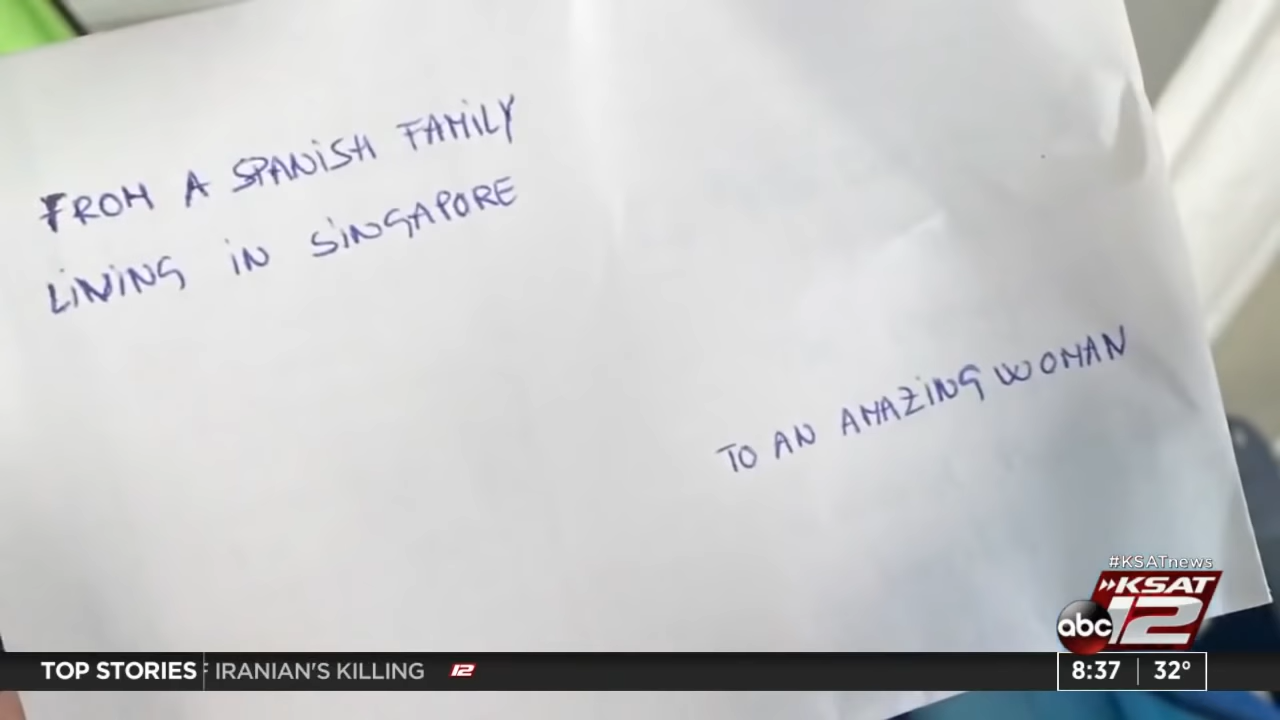 FROM A SPANISH FAMILY
LIVING IN SINGAPORE
TO AN AMAZING WOMAN
#KSATnews
KSAT
abc 12
TOP STORIES IRANIAN'S KILLING 12
8:37 32°